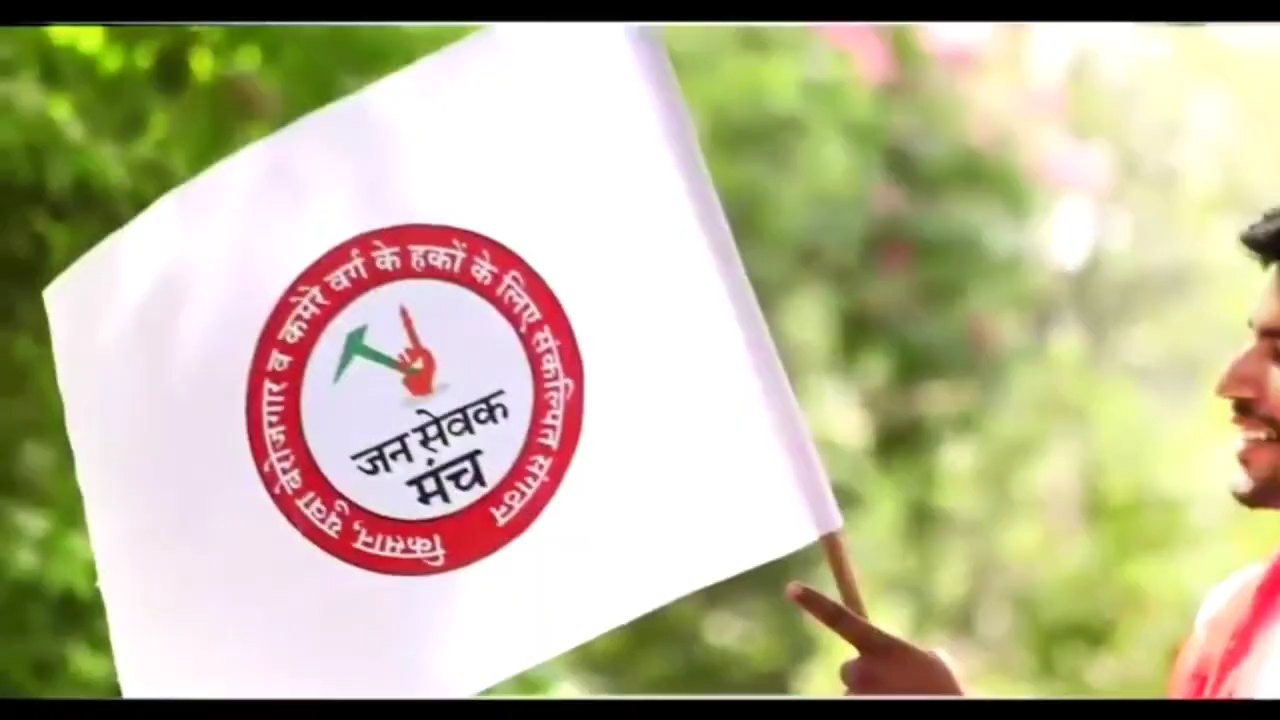 किसान, युवा बेरोजगार व कमेरे वर्ग के हकों के लिए संकल्पित संगठन
जन सेवक
मंच